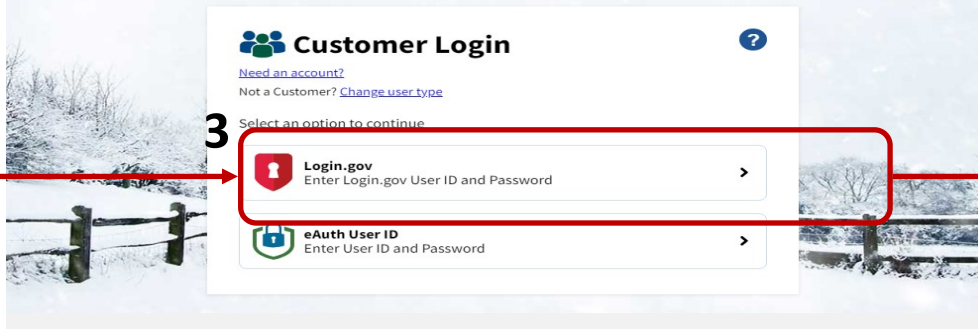 Customer Login
?
Need an account?
Not a Customer? Change user type
Select an option to continue
3
Login.gov
Enter Login.gov User ID and Password
eAuth User ID
Enter User ID and Password